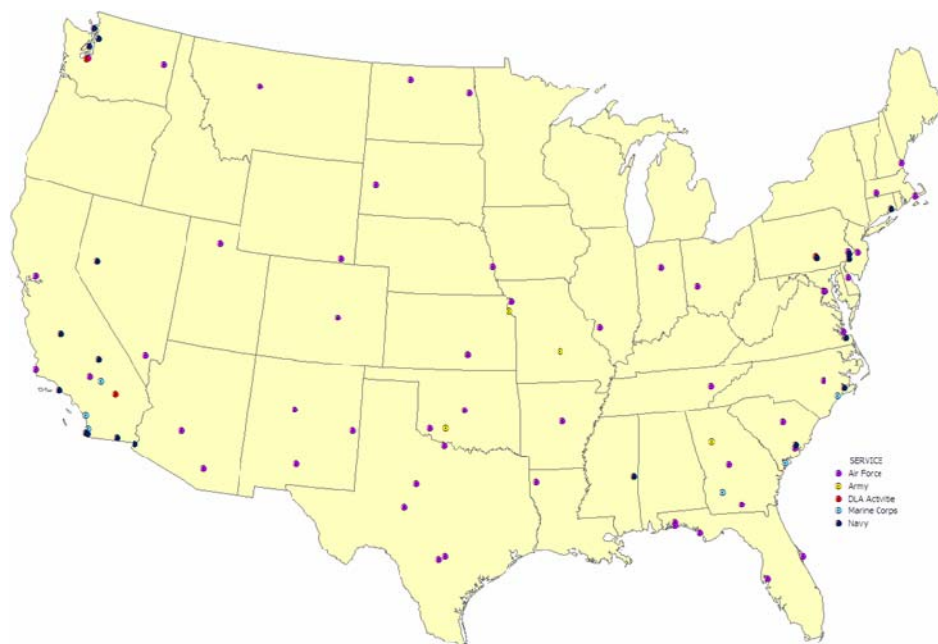 SERVICE
Air Force
Army
DLA Activitie
Marine Corps
Navy